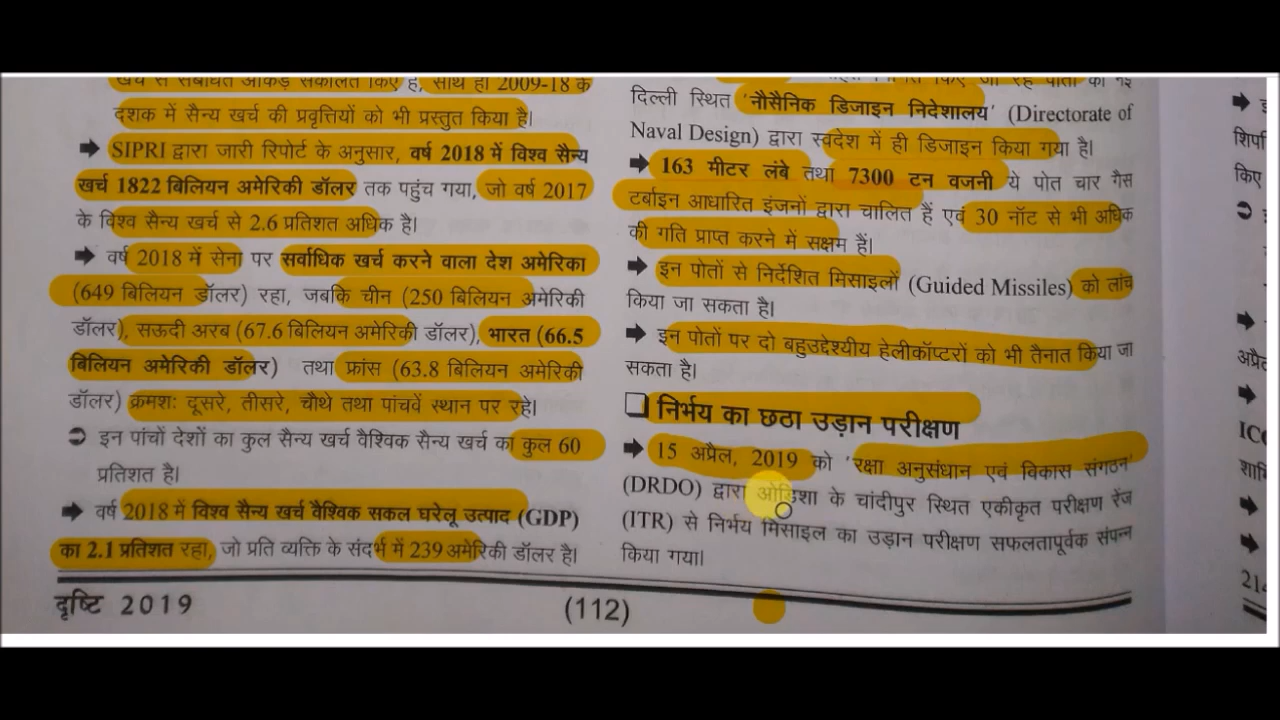 खर्च से संबंधित आंकड़े संकलित किए हैं, साथ ही 2009-18 के
दशक में सैन्य खर्च की प्रवृत्तियों को भी प्रस्तुत किया है।
➡ SIPRI द्वारा जारी रिपोर्ट के अनुसार, वर्ष 2018 में विश्व सैन्य
खर्च 1822 बिलियन अमेरिकी डॉलर तक पहुंच गया, जो वर्ष 2017
के विश्व सैन्य खर्च से 2.6 प्रतिशत अधिक है।
➡ वर्ष 2018 में सेना पर सर्वाधिक खर्च करने वाला देश अमेरिका
(649 बिलियन डॉलर) रहा, जबकि चीन (250 बिलियन अमेरिकी
डॉलर), सऊदी अरब (67.6 बिलियन अमेरिकी डॉलर), भारत (66.5
बिलियन अमेरिकी डॉलर) तथा फ्रांस (63.8 बिलियन अमेरिकी
डॉलर) क्रमशः दूसरे, तीसरे, चौथे तथा पांचवें स्थान पर रहे।
⊃ इन पांचों देशों का कुल सैन्य खर्च वैश्विक सैन्य खर्च का कुल 60
प्रतिशत है।
➡ वर्ष 2018 में विश्व सैन्य खर्च वैश्विक सकल घरेलू उत्पाद (GDP)
का 2.1 प्रतिशत रहा, जो प्रति व्यक्ति के संदर्भ में 239 अमेरिकी डॉलर है।
किए जा रहे पोतों को नई
दिल्ली स्थित 'नौसैनिक डिजाइन निदेशालय' (Directorate of
Naval Design) द्वारा स्वदेश में ही डिजाइन किया गया है।
➡ 163 मीटर लंबे तथा 7300 टन वजनी ये पोत चार गैस
टर्बाइन आधारित इंजनों द्वारा चालित हैं एवं 30 नॉट से भी अधिक
की गति प्राप्त करने में सक्षम हैं।
➡ इन पोतों से निर्देशित मिसाइलों (Guided Missiles) को लांच
किया जा सकता है।
➡ इन पोतों पर दो बहुउद्देश्यीय हेलीकॉप्टरों को भी तैनात किया जा
सकता है।
❑ निर्भय का छठा उड़ान परीक्षण
➡ 15 अप्रैल, 2019 को 'रक्षा अनुसंधान एवं विकास संगठन'
(DRDO) द्वारा ओडिशा के चांदीपुर स्थित एकीकृत परीक्षण रेंज
(ITR) से निर्भय मिसाइल का उड़ान परीक्षण सफलतापूर्वक संपन्न
किया गया।
दृष्टि 2019
(112)